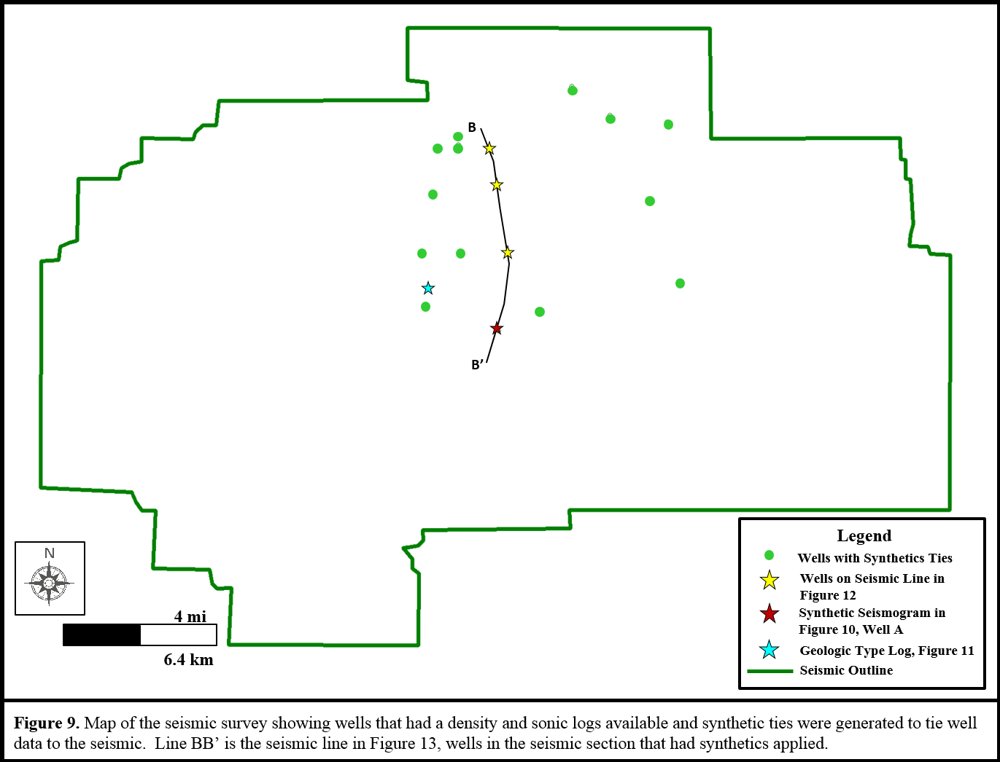 B
B’
N
4 mi
6.4 km
Legend
Wells with Synthetics Ties
Wells on Seismic Line in
Figure 12
Synthetic Seismogram in
Figure 10, Well A
Geologic Type Log, Figure 11
Seismic Outline
Figure 9. Map of the seismic survey showing wells that had a density and sonic logs available and synthetic ties were generated to tie well
data to the seismic.  Line BB’ is the seismic line in Figure 13, wells in the seismic section that had synthetics applied.